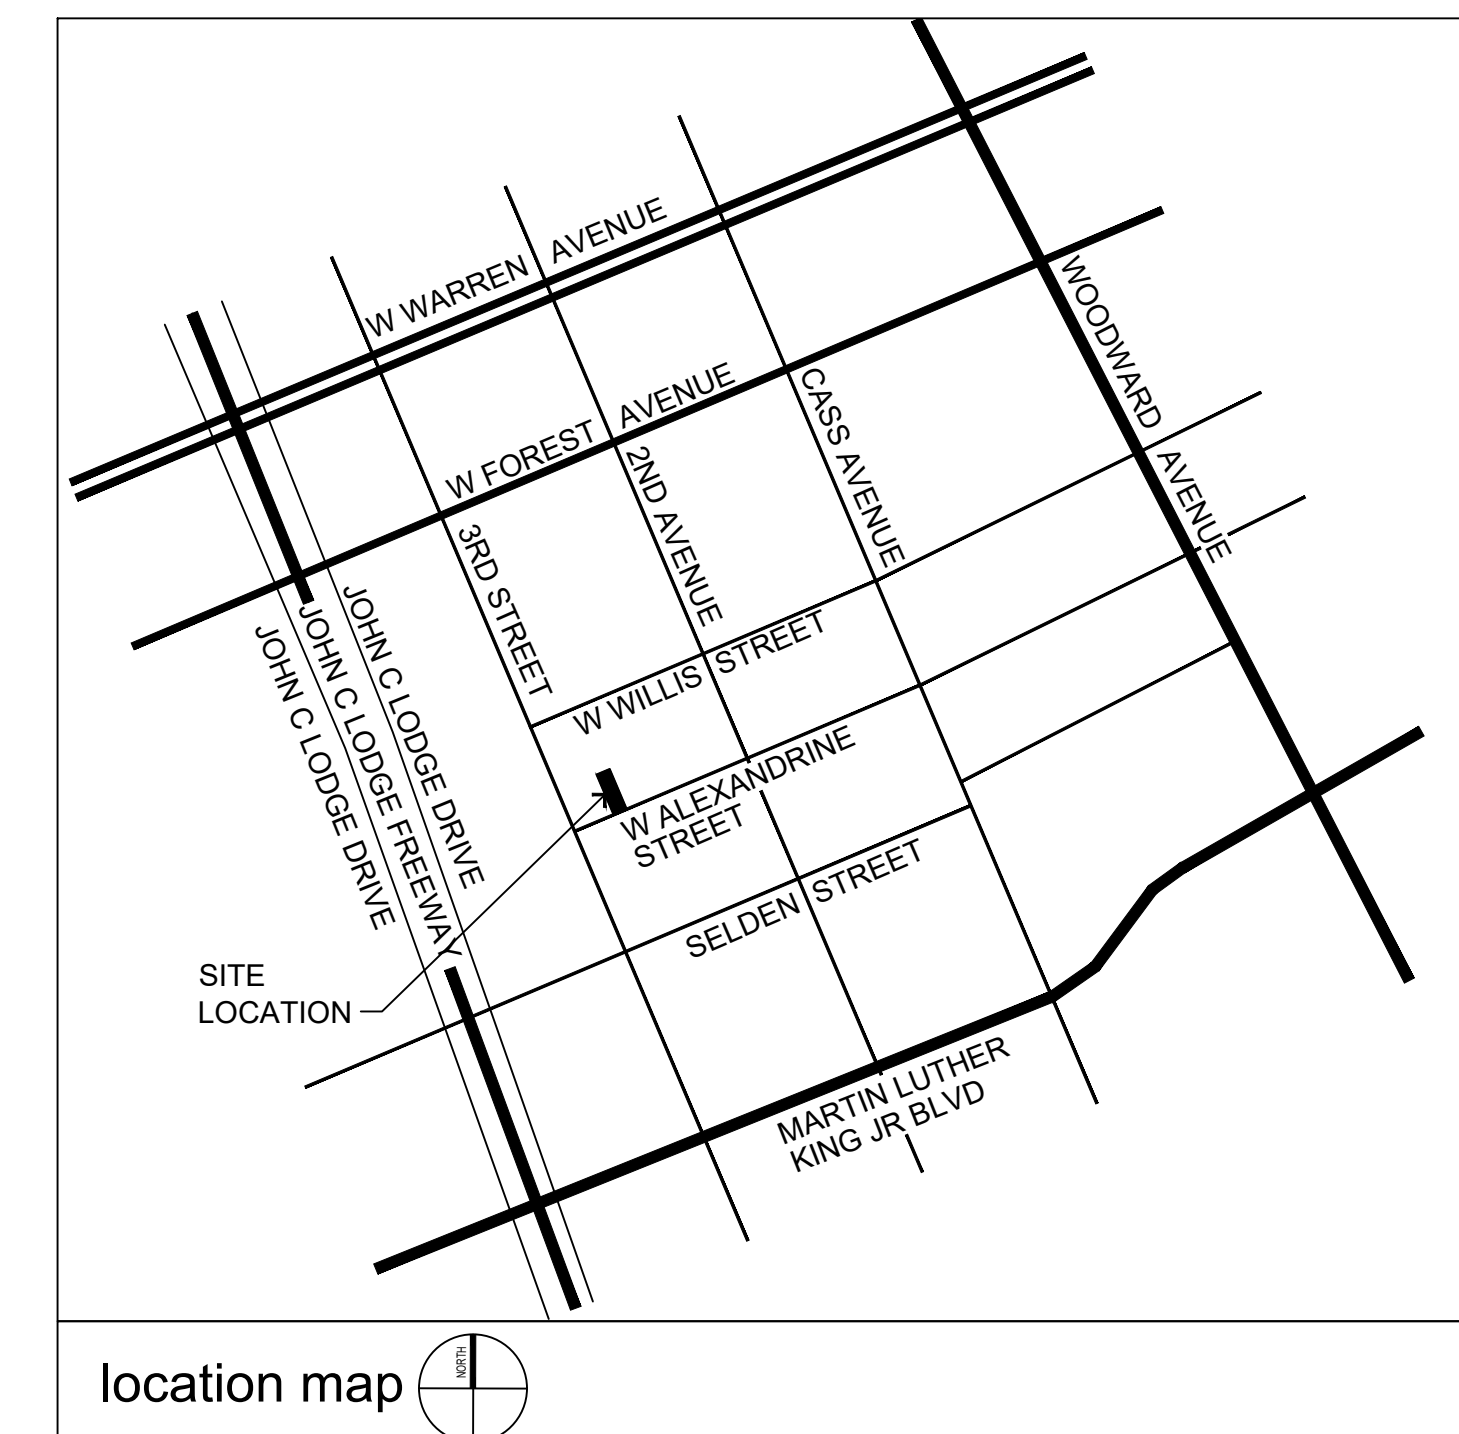 W WARREN AVENUE
W FOREST AVENUE
WOODWARD AVENUE
CASS AVENUE
2ND AVENUE
3RD STREET
JOHN C LODGE DRIVE
JOHN C LODGE FREEWAY
JOHN C LODGE DRIVE
W WILLIS STREET
W ALEXANDRINE
STREET
SELDEN STREET
SITE
LOCATION
MARTIN LUTHER
KING JR BLVD
location map
NORTH